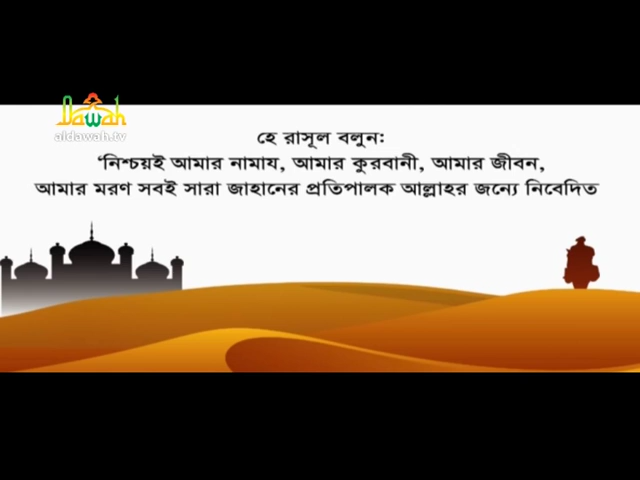 Dawah
aldawah.tv
হে রাসূল বলুন:
‘নিশ্চয়ই আমার নামায, আমার কুরবানী, আমার জীবন,
আমার মরণ সবই সারা জাহানের প্রতিপালক আল্লাহর জন্যে নিবেদিত